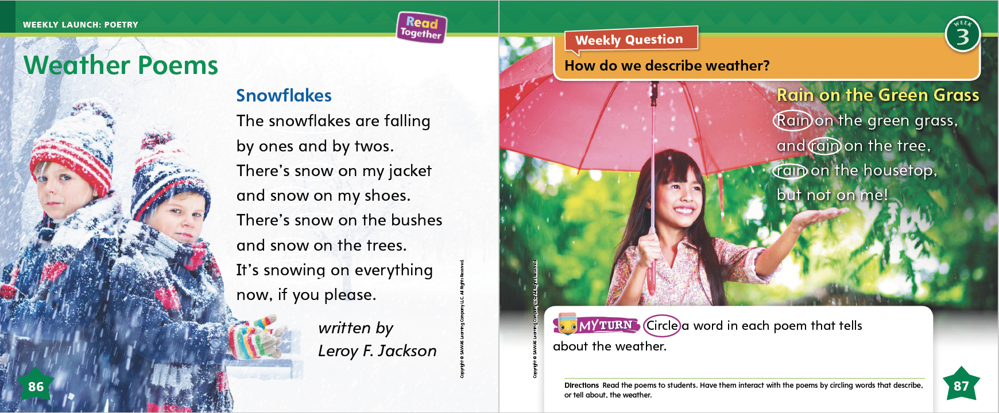 WEEKLY LAUNCH: POETRY
Read
Together
Weather Poems
Snowflakes
The snowflakes are falling
by ones and by twos.
There's snow on my jacket
and snow on my shoes.
There's snow on the bushes
and snow on the trees.
It's snowing on everything
now, if you please.
written by
Leroy F. Jackson
Copyright © SAVVAS Learning Company LLC. All Rights Reserved.
86
Weekly Question
How do we describe weather?
WEEK
3
Rain on the Green Grass
Rain on the green grass,
and rain on the tree,
rain on the housetop,
but not on me!
MY TURN Circle a word in each poem that tells
about the weather.
Copyright © SAVVAS Learning Company LLC. All Rights Reserved.
Directions Read the poems to students. Have them interact with the poems by circling words that describe,
or tell about, the weather.
87